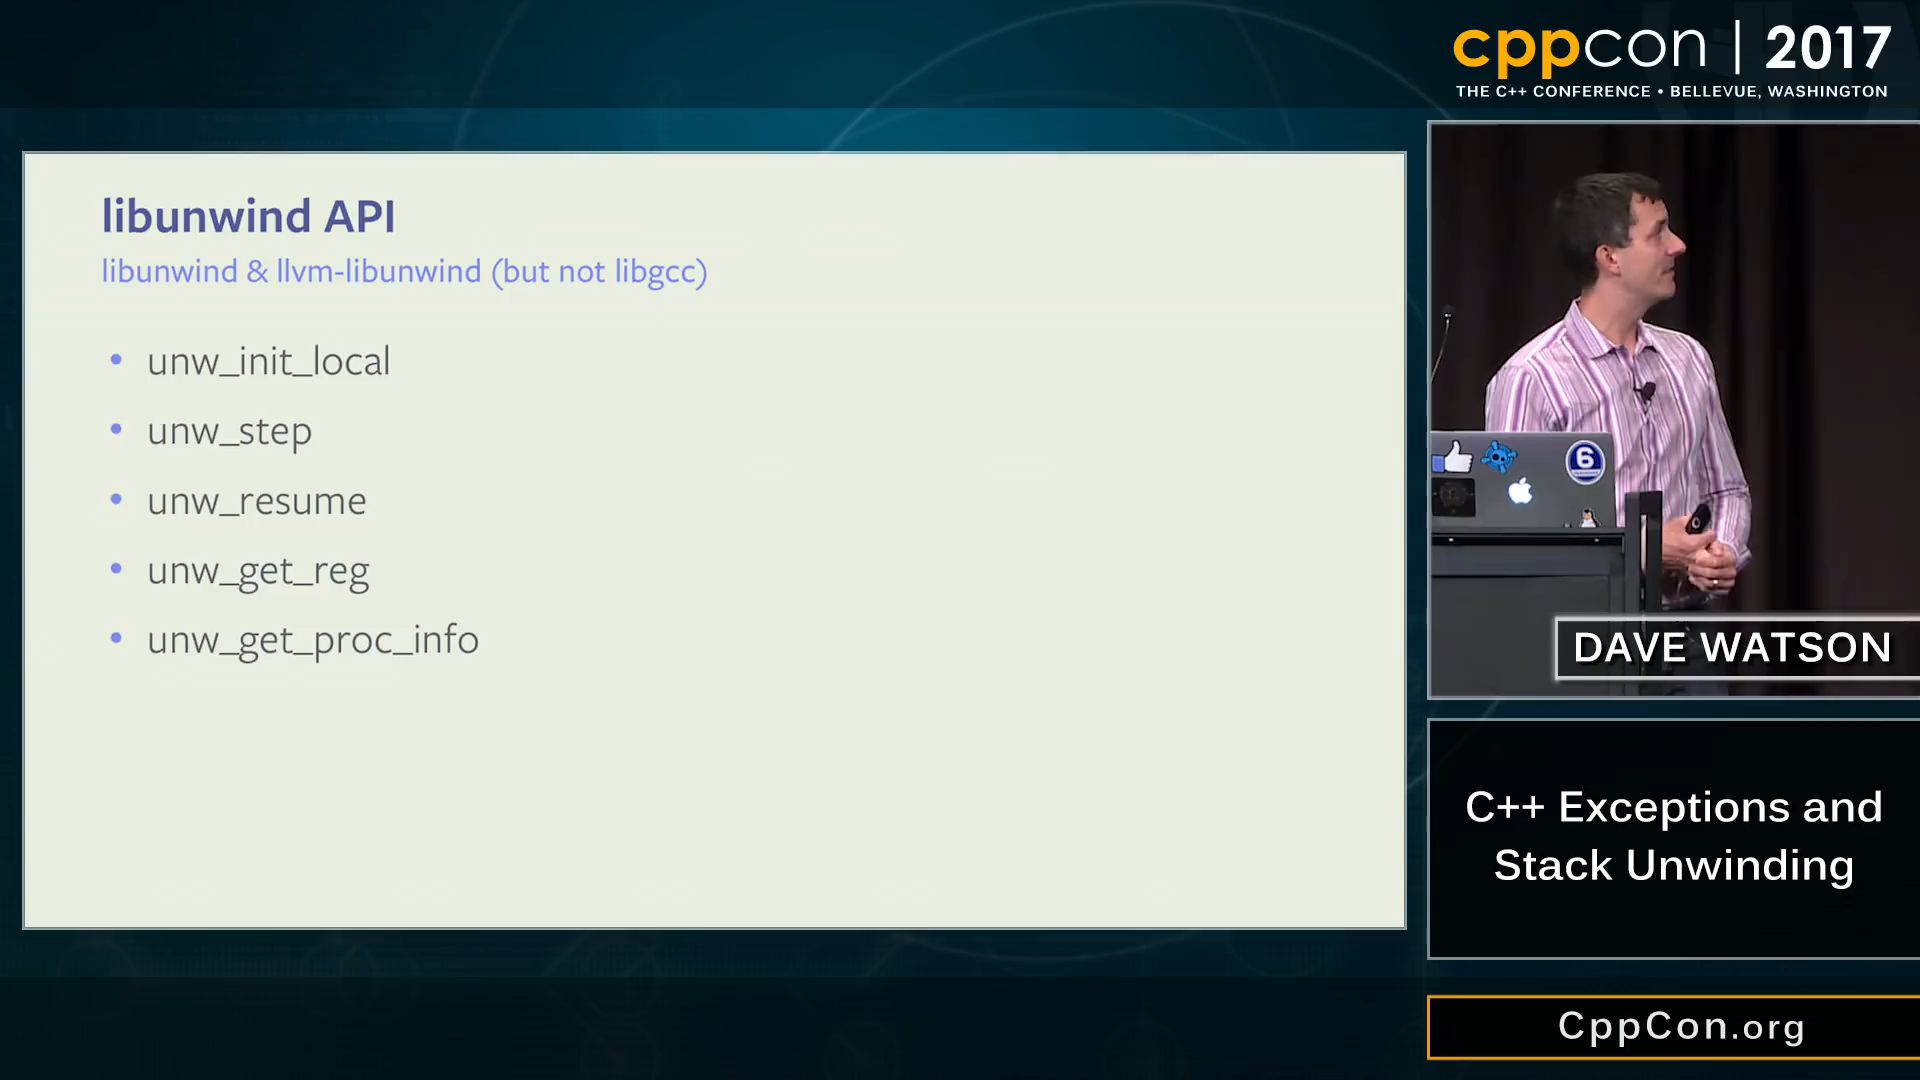 cppcon | 2017
THE C++ CONFERENCE • BELLEVUE, WASHINGTON
libunwind API
libunwind & llvm-libunwind (but not libgcc)
• unw_init_local
• unw_step
• unw_resume
• unw_get_reg
• unw_get_proc_info
6
DAVE WATSON
C++ Exceptions and
Stack Unwinding
CppCon.org